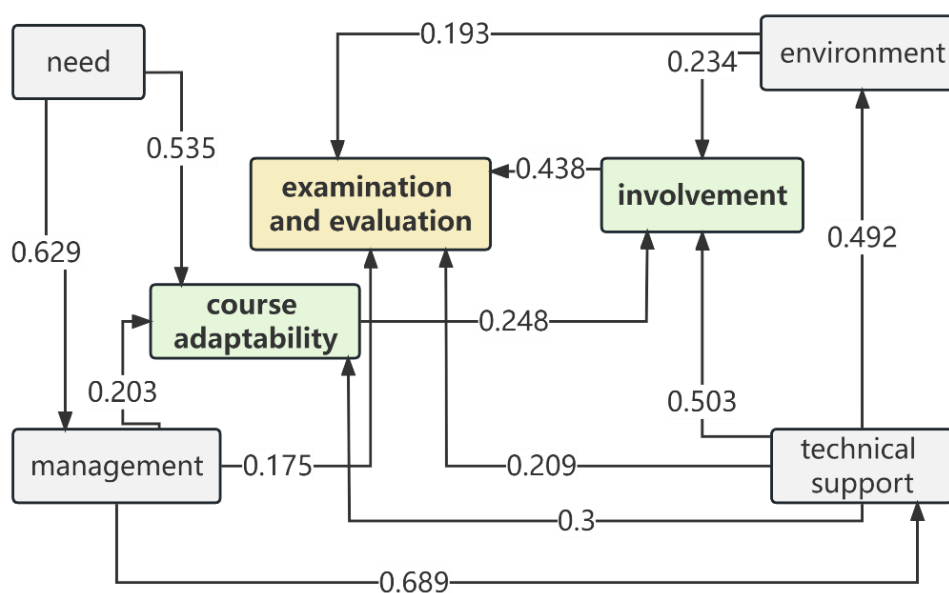 0.193
environment
need
0.234
0.535
0.438
examination
and evaluation
involvement
0.629
0.492
course
adaptability
0.248
0.203
0.503
management
0.175
0.209
technical
support
0.3
0.689